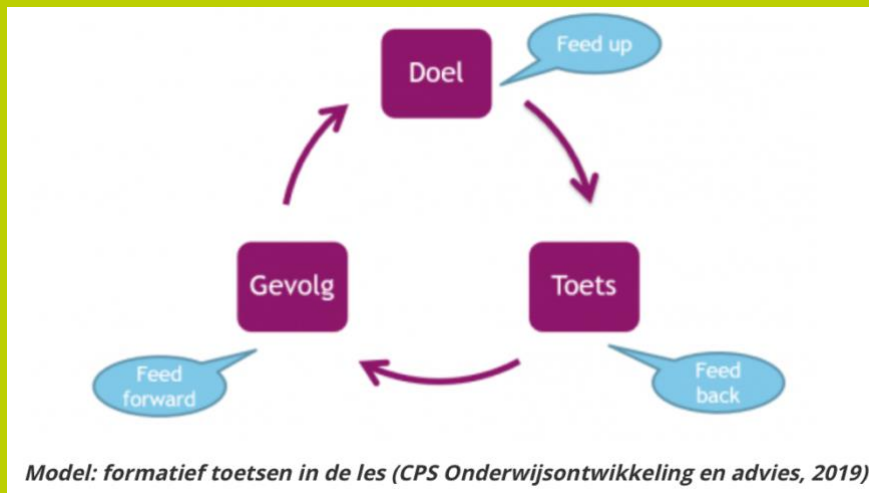 Feed up
Doel
Gevolg
Toets
Feed
forward
Feed
back
Model: formatief toetsen in de les (CPS Onderwijsontwikkeling en advies, 2019)